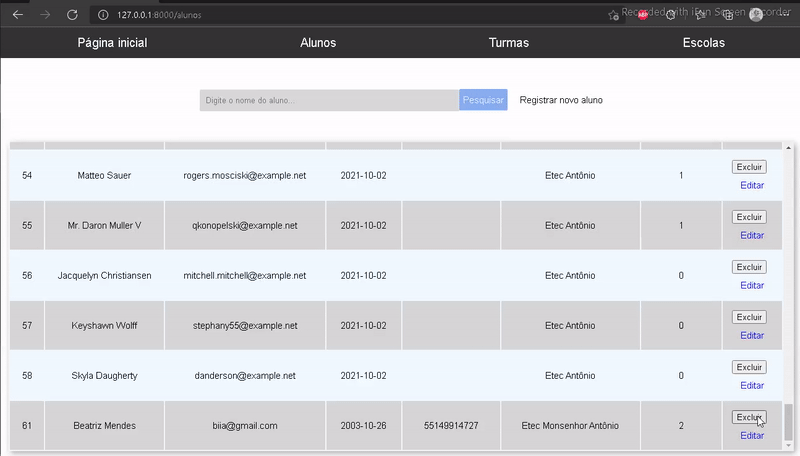 127.0.0.1:8000/alunos
Recorded with iFun Screen Recorder
Página inicial Alunos Turmas Escolas
Digite o nome do aluno... Pesquisar Registrar novo aluno
54 Matteo Sauer rogers.mosciski@example.net 2021-10-02 Etec Antônio 1 Excluir
Editar
55 Mr. Daron Muller V qkonopelski@example.net 2021-10-02 Etec Antônio 1 Excluir
Editar
56 Jacquelyn Christiansen mitchell.mitchell@example.net 2021-10-02 Etec Antônio 0 Excluir
Editar
57 Keyshawn Wolff stephany55@example.net 2021-10-02 Etec Antônio 0 Excluir
Editar
58 Skyla Daugherty danderson@example.net 2021-10-02 Etec Antônio 0 Excluir
Editar
61 Beatriz Mendes biia@gmail.com 2003-10-26 55149914727 Etec Monsenhor Antônio 2 Excluir
Editar